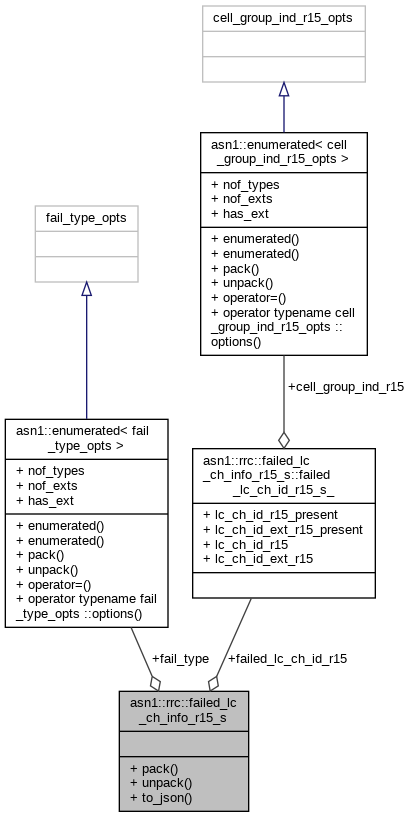 cell_group_ind_r15_opts
asn1::enumerated< cell
_group_ind_r15_opts >
+ nof_types
+ nof_exts
+ has_ext
+ enumerated()
+ enumerated()
+ pack()
+ unpack()
+ operator=()
+ operator typename cell
_group_ind_r15_opts ::
options()
fail_type_opts
+cell_group_ind_r15
asn1::enumerated< fail
_type_opts >
+ nof_types
+ nof_exts
+ has_ext
+ enumerated()
+ enumerated()
+ pack()
+ unpack()
+ operator=()
+ operator typename fail
_type_opts ::options()
asn1::rrc::failed_lc
_ch_info_r15_s::failed
_lc_ch_id_r15_s_
+ lc_ch_id_r15_present
+ lc_ch_id_ext_r15_present
+ lc_ch_id_r15
+ lc_ch_id_ext_r15
+fail_type
+failed_lc_ch_id_r15
asn1::rrc::failed_lc
_ch_info_r15_s
+ pack()
+ unpack()
+ to_json()